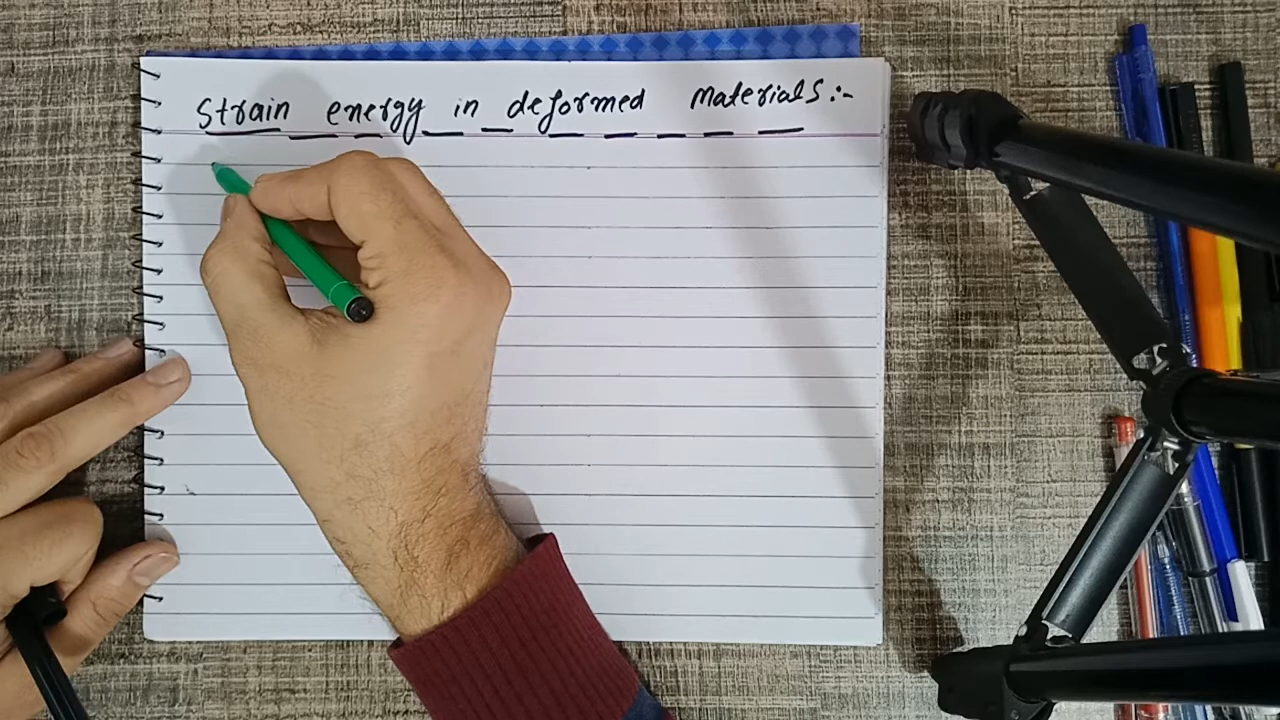 Strain energy in deformed materials :-